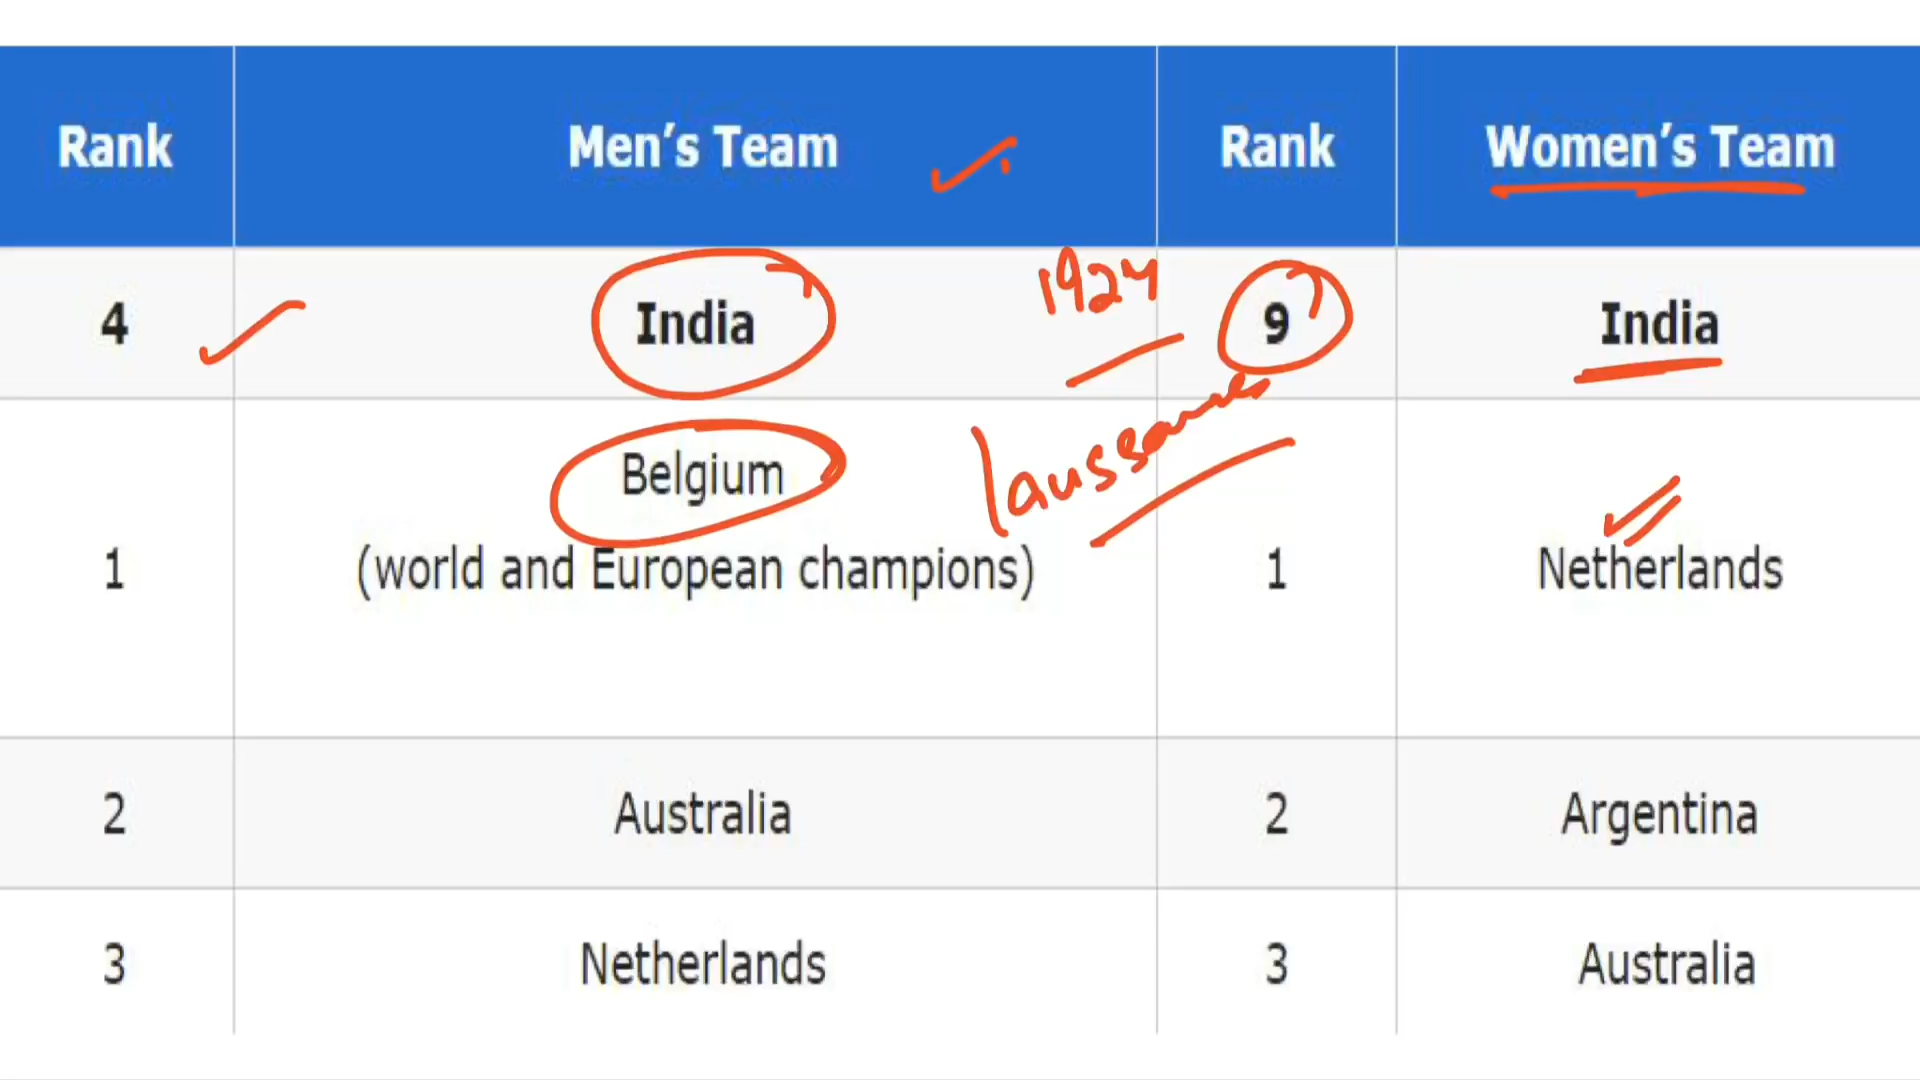 Rank Men's Team Rank Women's Team
4 India 1924 9 India
Belgium
laussane
1 (world and European champions) 1 Netherlands
2 Australia 2 Argentina
3 Netherlands 3 Australia